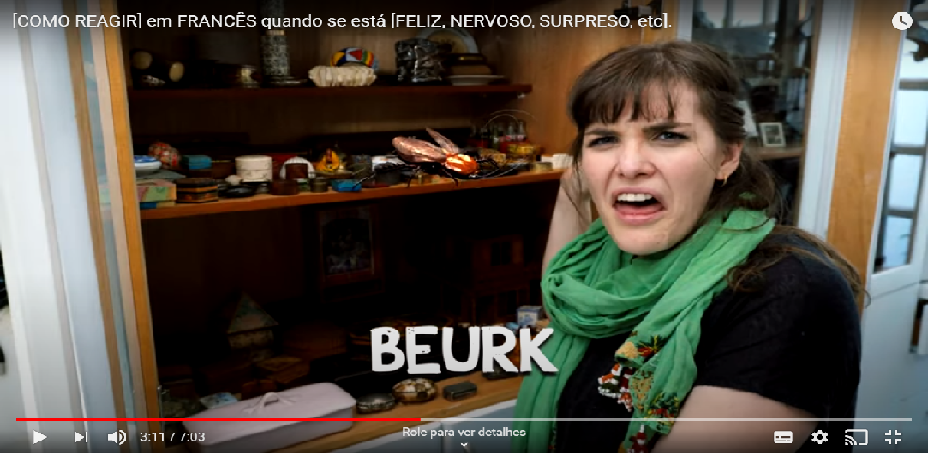 [COMO REAGIR] em FRANCÊS quando se está [FELIZ, NERVOSO, SURPRESO, etc].
BEURK
3:11 / 7:03
Role para ver detalhes